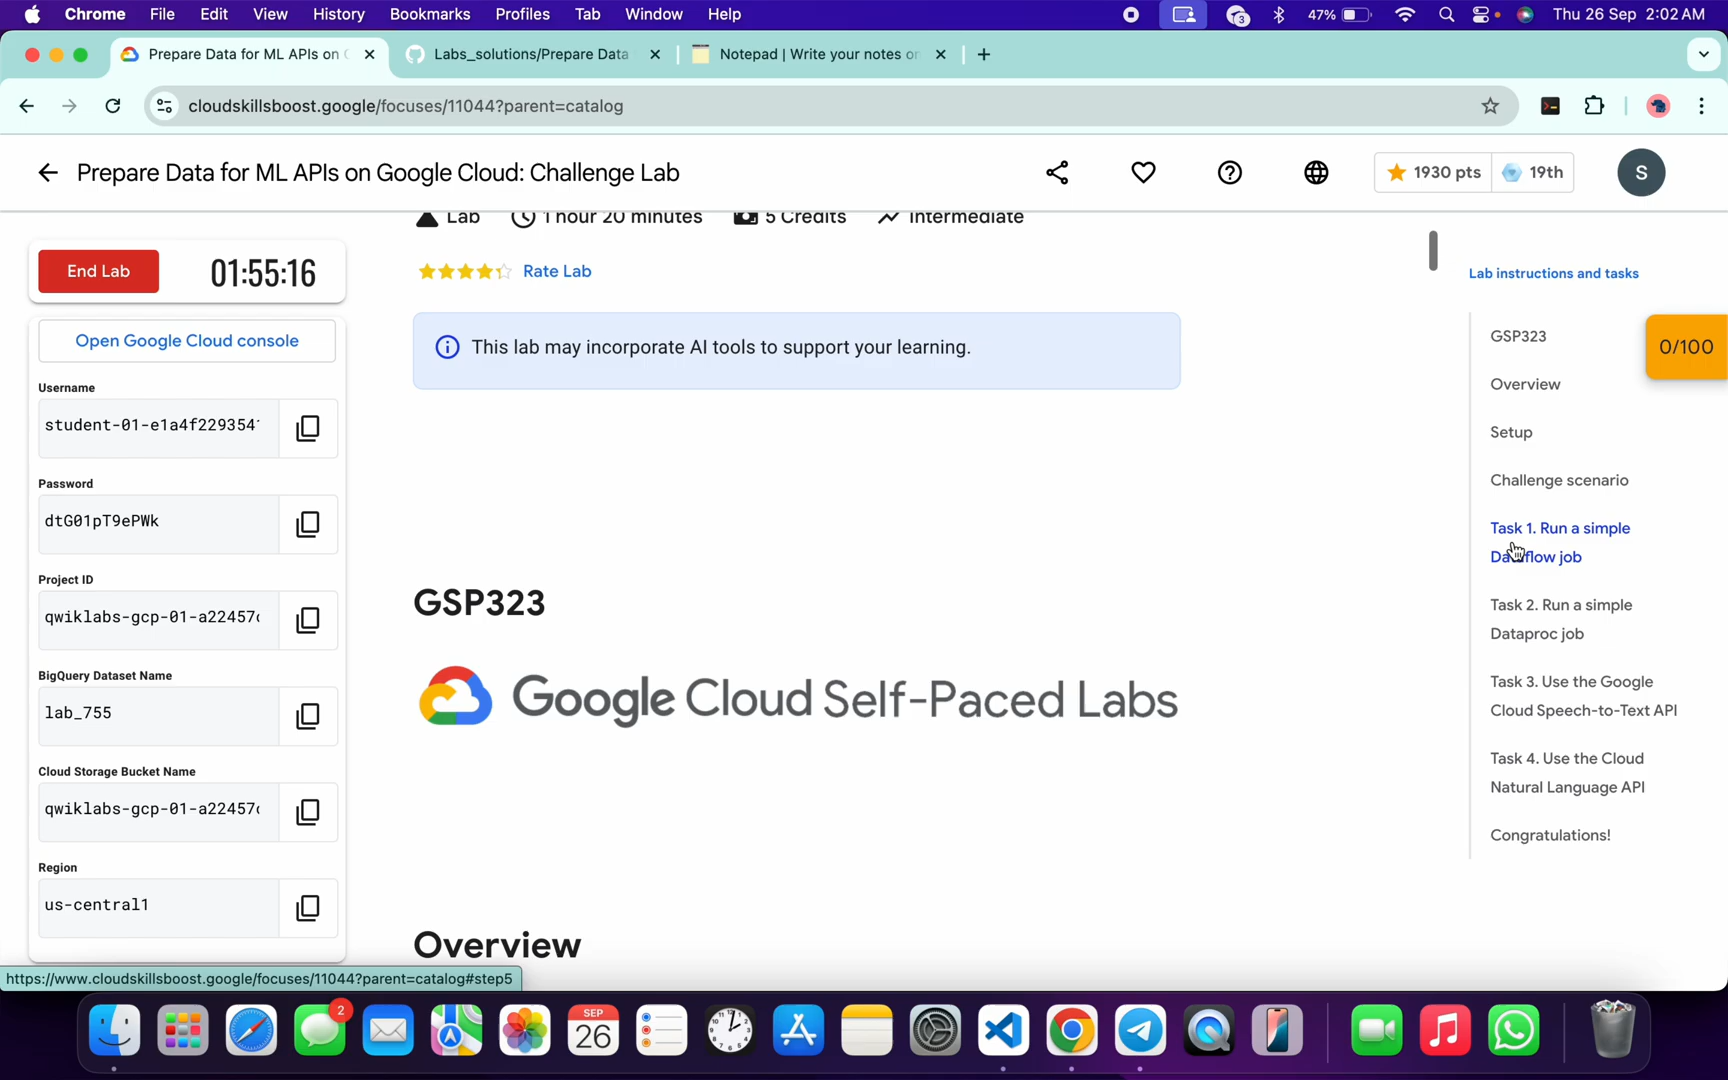 Chrome File Edit View History Bookmarks Profiles Tab Window Help
3 47% Thu 26 Sep 2:02 AM
Prepare Data for ML APIs on
Labs_solutions/Prepare Data
Notepad | Write your notes on
cloudskillsboost.google/focuses/11044?parent=catalog
Prepare Data for ML APIs on Google Cloud: Challenge Lab
1930 pts 19th
S
Lab 1 hour 20 minutes 5 Credits Intermediate
End Lab 01:55:16
Rate Lab
Open Google Cloud console
This lab may incorporate AI tools to support your learning.
Username
student-01-e1a4f229354
Password
dtG01pT9ePWk
Project ID
qwiklabs-gcp-01-a22457
BigQuery Dataset Name
lab_755
Cloud Storage Bucket Name
qwiklabs-gcp-01-a22457
Region
us-central1
GSP323
Google Cloud Self-Paced Labs
Overview
Lab instructions and tasks
GSP323
0/100
Overview
Setup
Challenge scenario
Task 1. Run a simple
Dataflow job
Task 2. Run a simple
Dataproc job
Task 3. Use the Google
Cloud Speech-to-Text API
Task 4. Use the Cloud
Natural Language API
Congratulations!
https://www.cloudskillsboost.google/focuses/11044?parent=catalog#step5
2
SEP
26